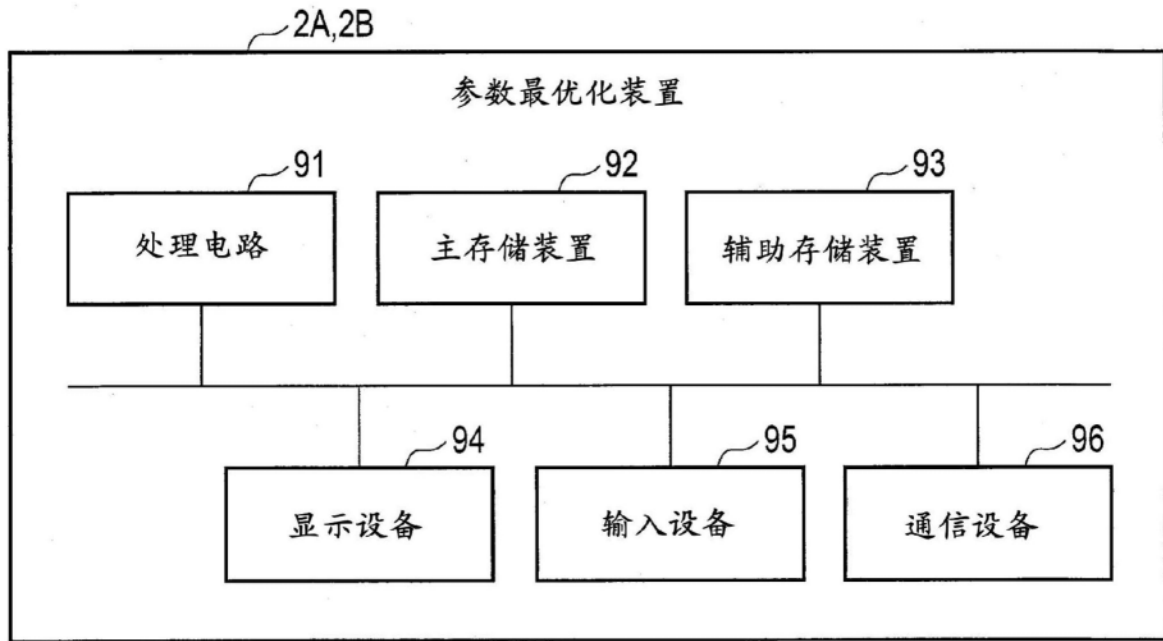 2A,2B
参数最优化装置
91
92
93
处理电路
主存储装置
辅助存储装置
94
95
96
显示设备
输入设备
通信设备